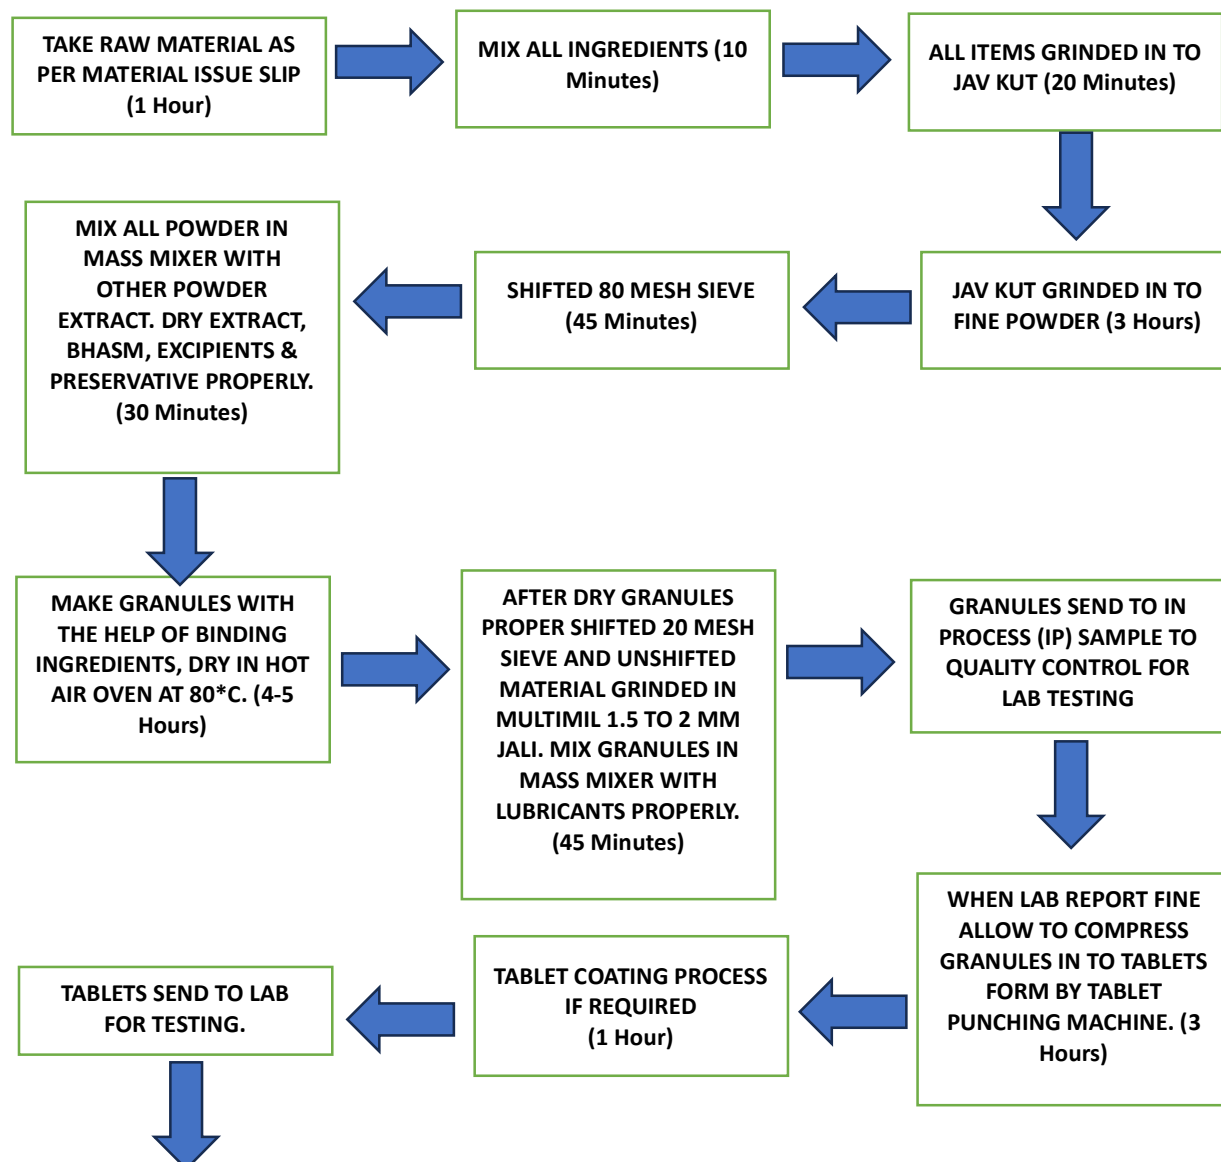 TAKE RAW MATERIAL AS
PER MATERIAL ISSUE SLIP
(1 Hour)
MIX ALL INGREDIENTS (10
Minutes)
ALL ITEMS GRINDED IN TO
JAV KUT (20 Minutes)
JAV KUT GRINDED IN TO
FINE POWDER (3 Hours)
SHIFTED 80 MESH SIEVE
(45 Minutes)
MIX ALL POWDER IN
MASS MIXER WITH
OTHER POWDER
EXTRACT. DRY EXTRACT,
BHASM, EXCIPIENTS &
PRESERVATIVE PROPERLY.
(30 Minutes)
MAKE GRANULES WITH
THE HELP OF BINDING
INGREDIENTS, DRY IN HOT
AIR OVEN AT 80*C. (4-5
Hours)
AFTER DRY GRANULES
PROPER SHIFTED 20 MESH
SIEVE AND UNSHIFTED
MATERIAL GRINDED IN
MULTIMIL 1.5 TO 2 MM
JALI. MIX GRANULES IN
MASS MIXER WITH
LUBRICANTS PROPERLY.
(45 Minutes)
GRANULES SEND TO IN
PROCESS (IP) SAMPLE TO
QUALITY CONTROL FOR
LAB TESTING
WHEN LAB REPORT FINE
ALLOW TO COMPRESS
GRANULES IN TO TABLETS
FORM BY TABLET
PUNCHING MACHINE. (3
Hours)
TABLET COATING PROCESS
IF REQUIRED
(1 Hour)
TABLETS SEND TO LAB
FOR TESTING.